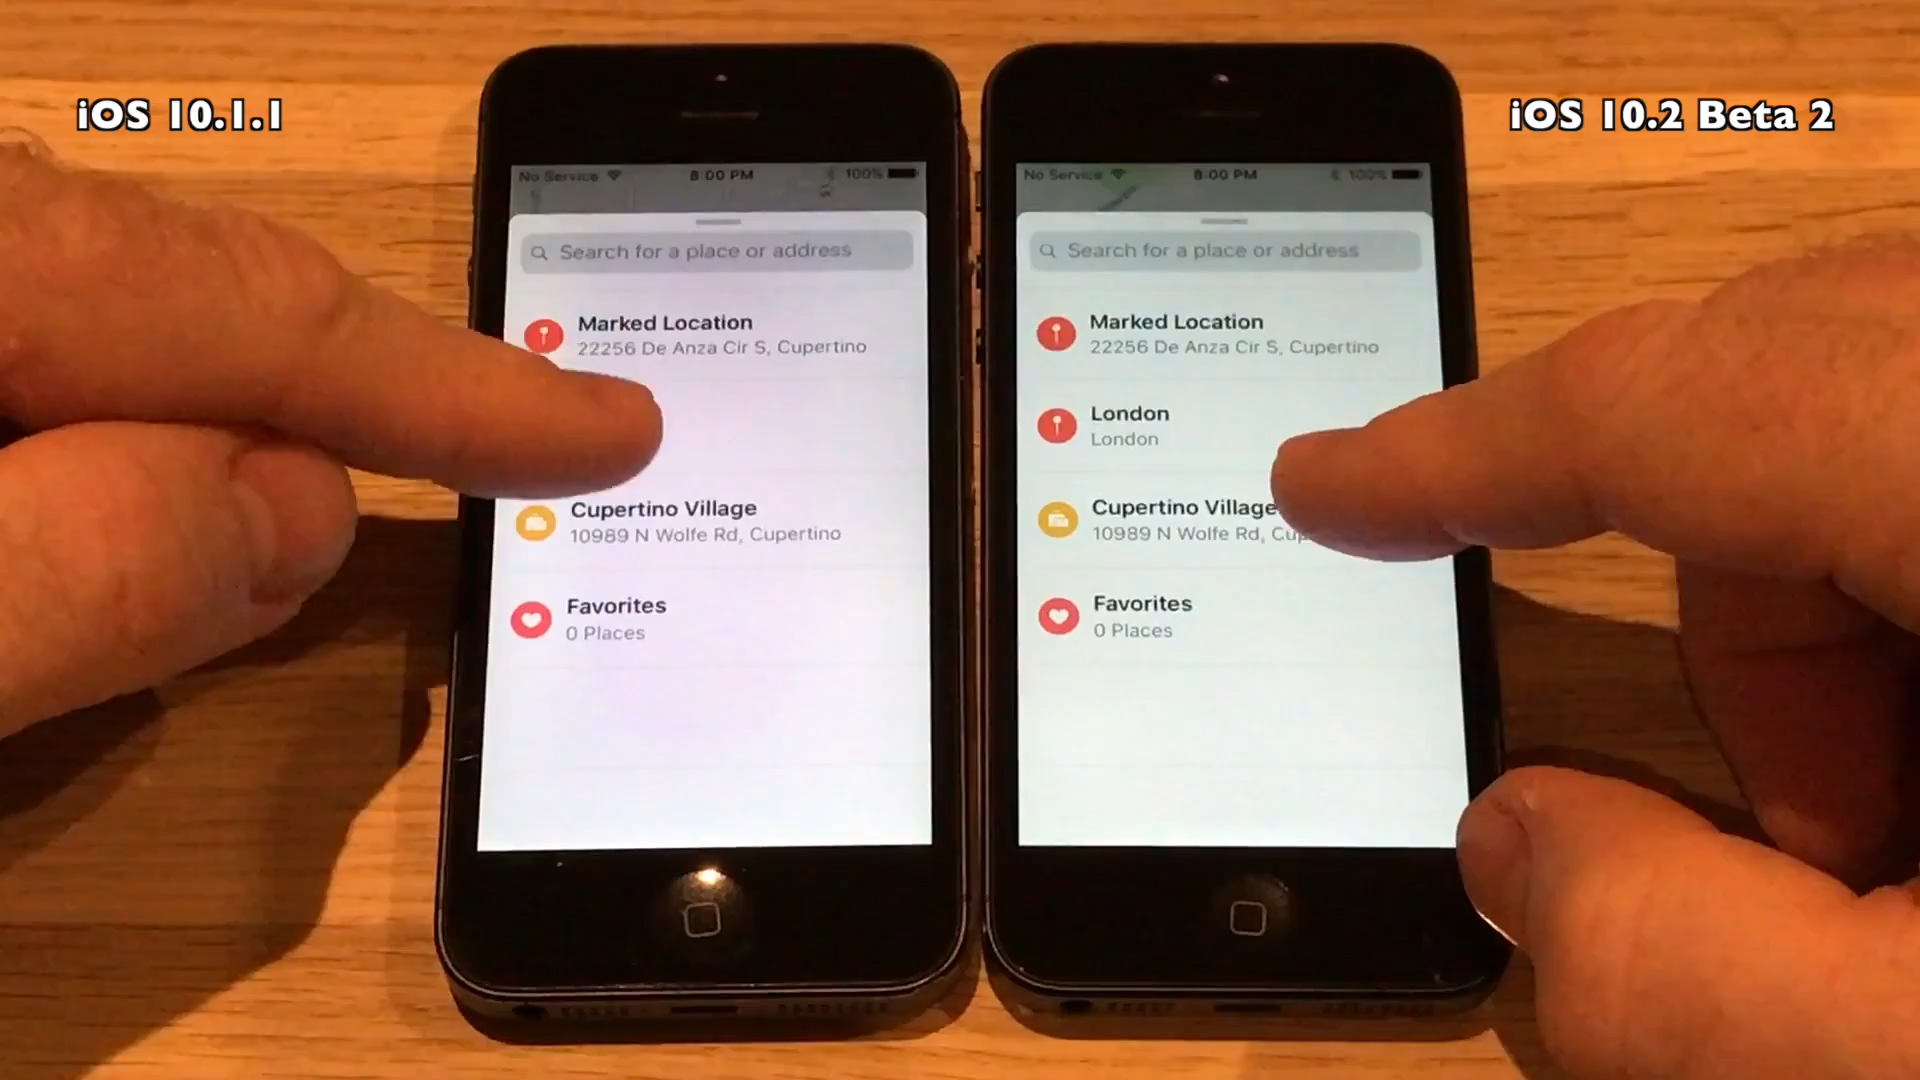 iOS 10.1.1
iOS 10.2 Beta 2
No Service 8:00 PM 100%
Search for a place or address
Marked Location
22256 De Anza Cir S, Cupertino
Cupertino Village
10989 N Wolfe Rd, Cupertino
Favorites
0 Places
No Service 8:00 PM 100%
Search for a place or address
Marked Location
22256 De Anza Cir S, Cupertino
London
London
Cupertino Village
10989 N Wolfe Rd, Cup
Favorites
0 Places